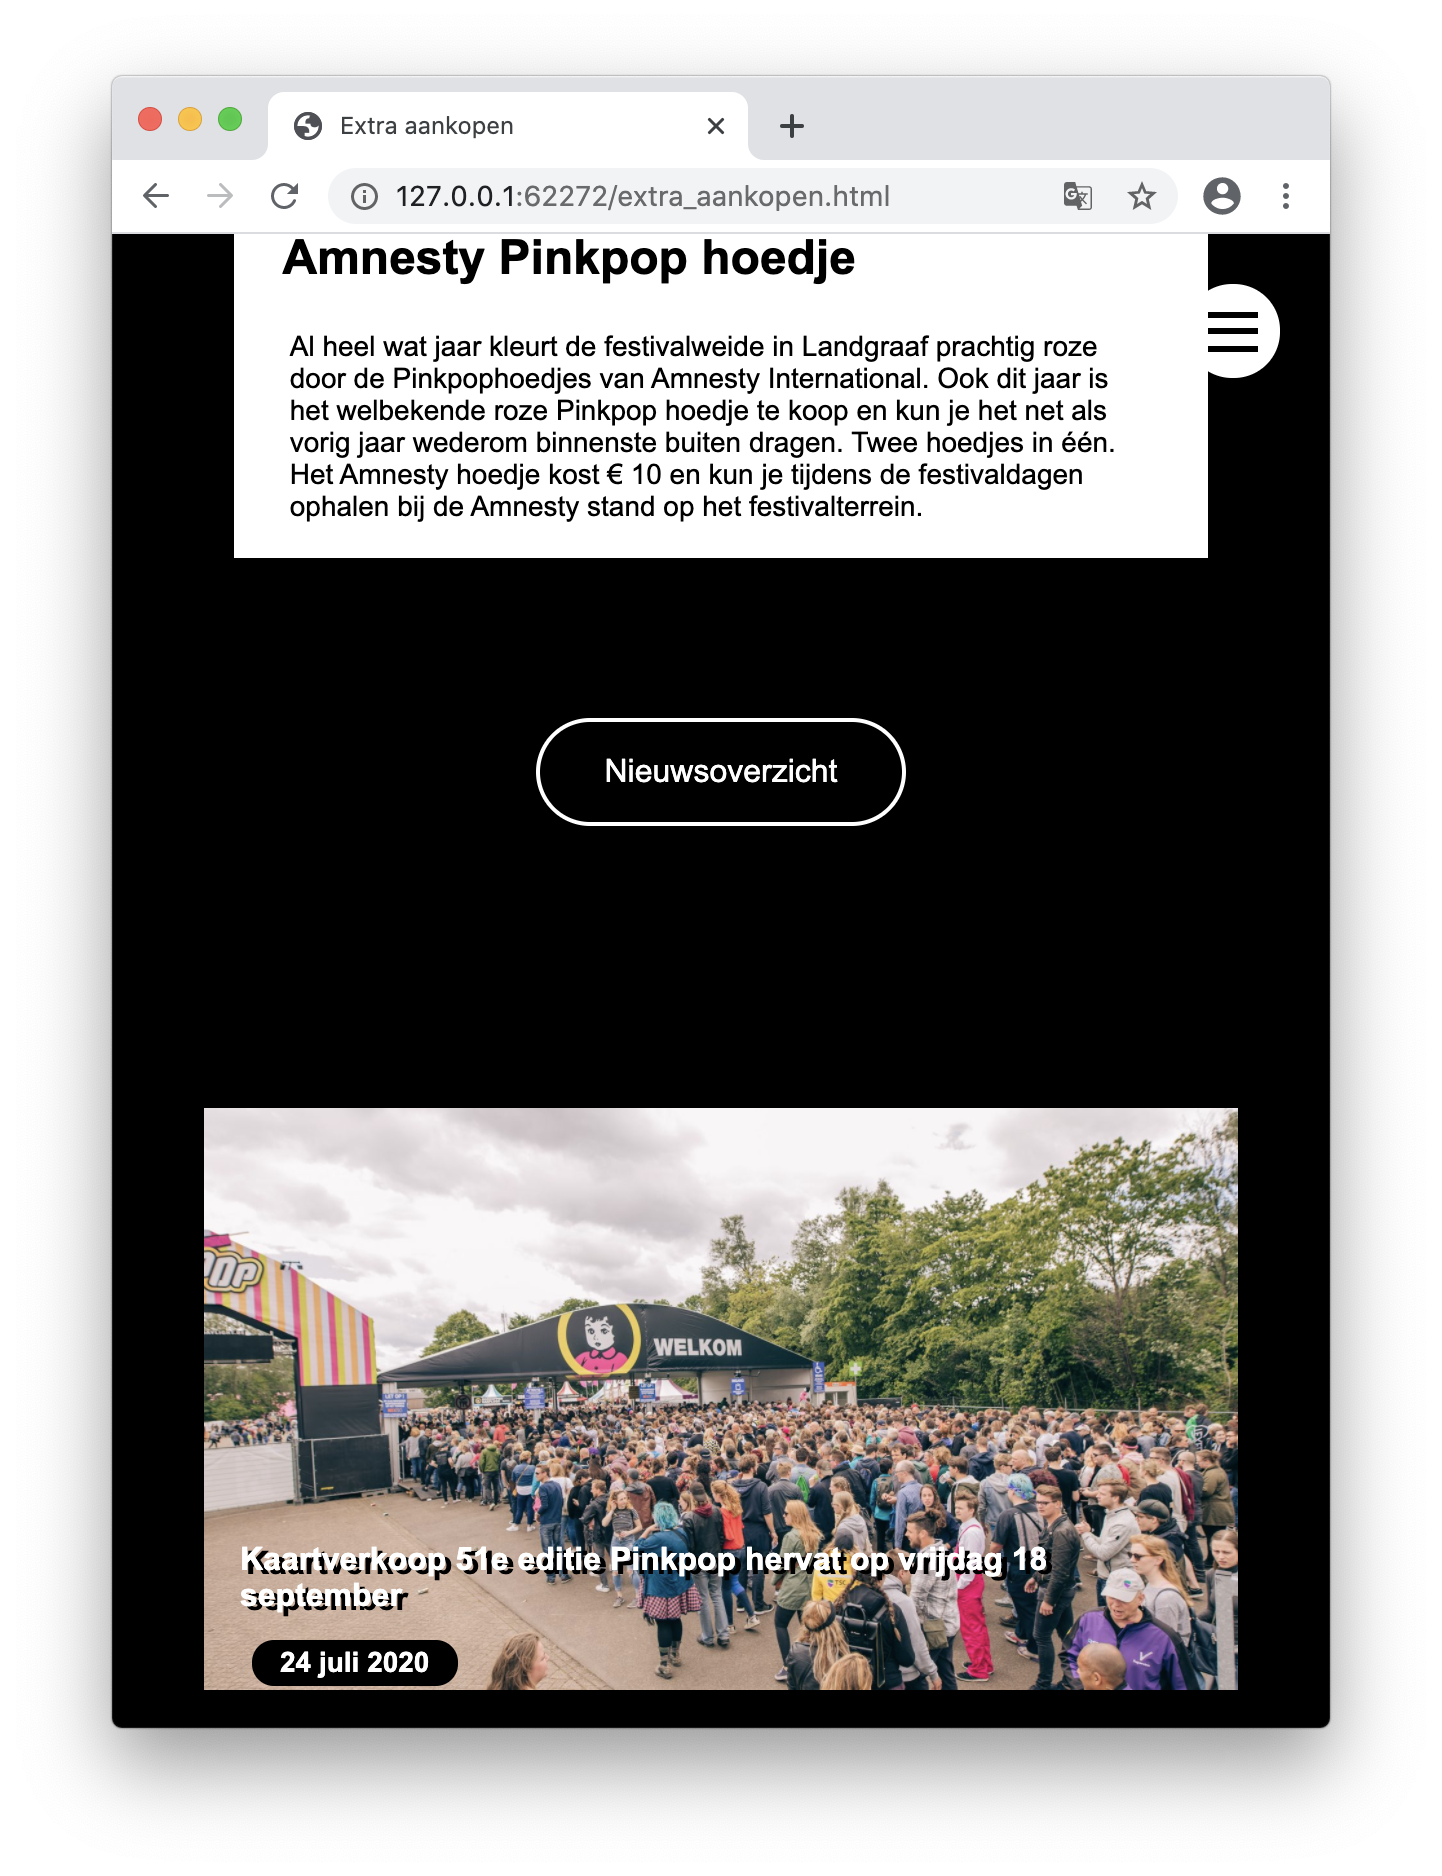 Extra aankopen
127.0.0.1:62272/extra_aankopen.html
Amnesty Pinkpop hoedje
Al heel wat jaar kleurt de festivalweide in Landgraaf prachtig roze
door de Pinkpophoedjes van Amnesty International. Ook dit jaar is
het welbekende roze Pinkpop hoedje te koop en kun je het net als
vorig jaar wederom binnenste buiten dragen. Twee hoedjes in één.
Het Amnesty hoedje kost € 10 en kun je tijdens de festivaldagen
ophalen bij de Amnesty stand op het festivalterrein.
Nieuwsoverzicht
WELKOM
Kaartverkoop 51e editie Pinkpop hervat op vrijdag 18
september
24 juli 2020